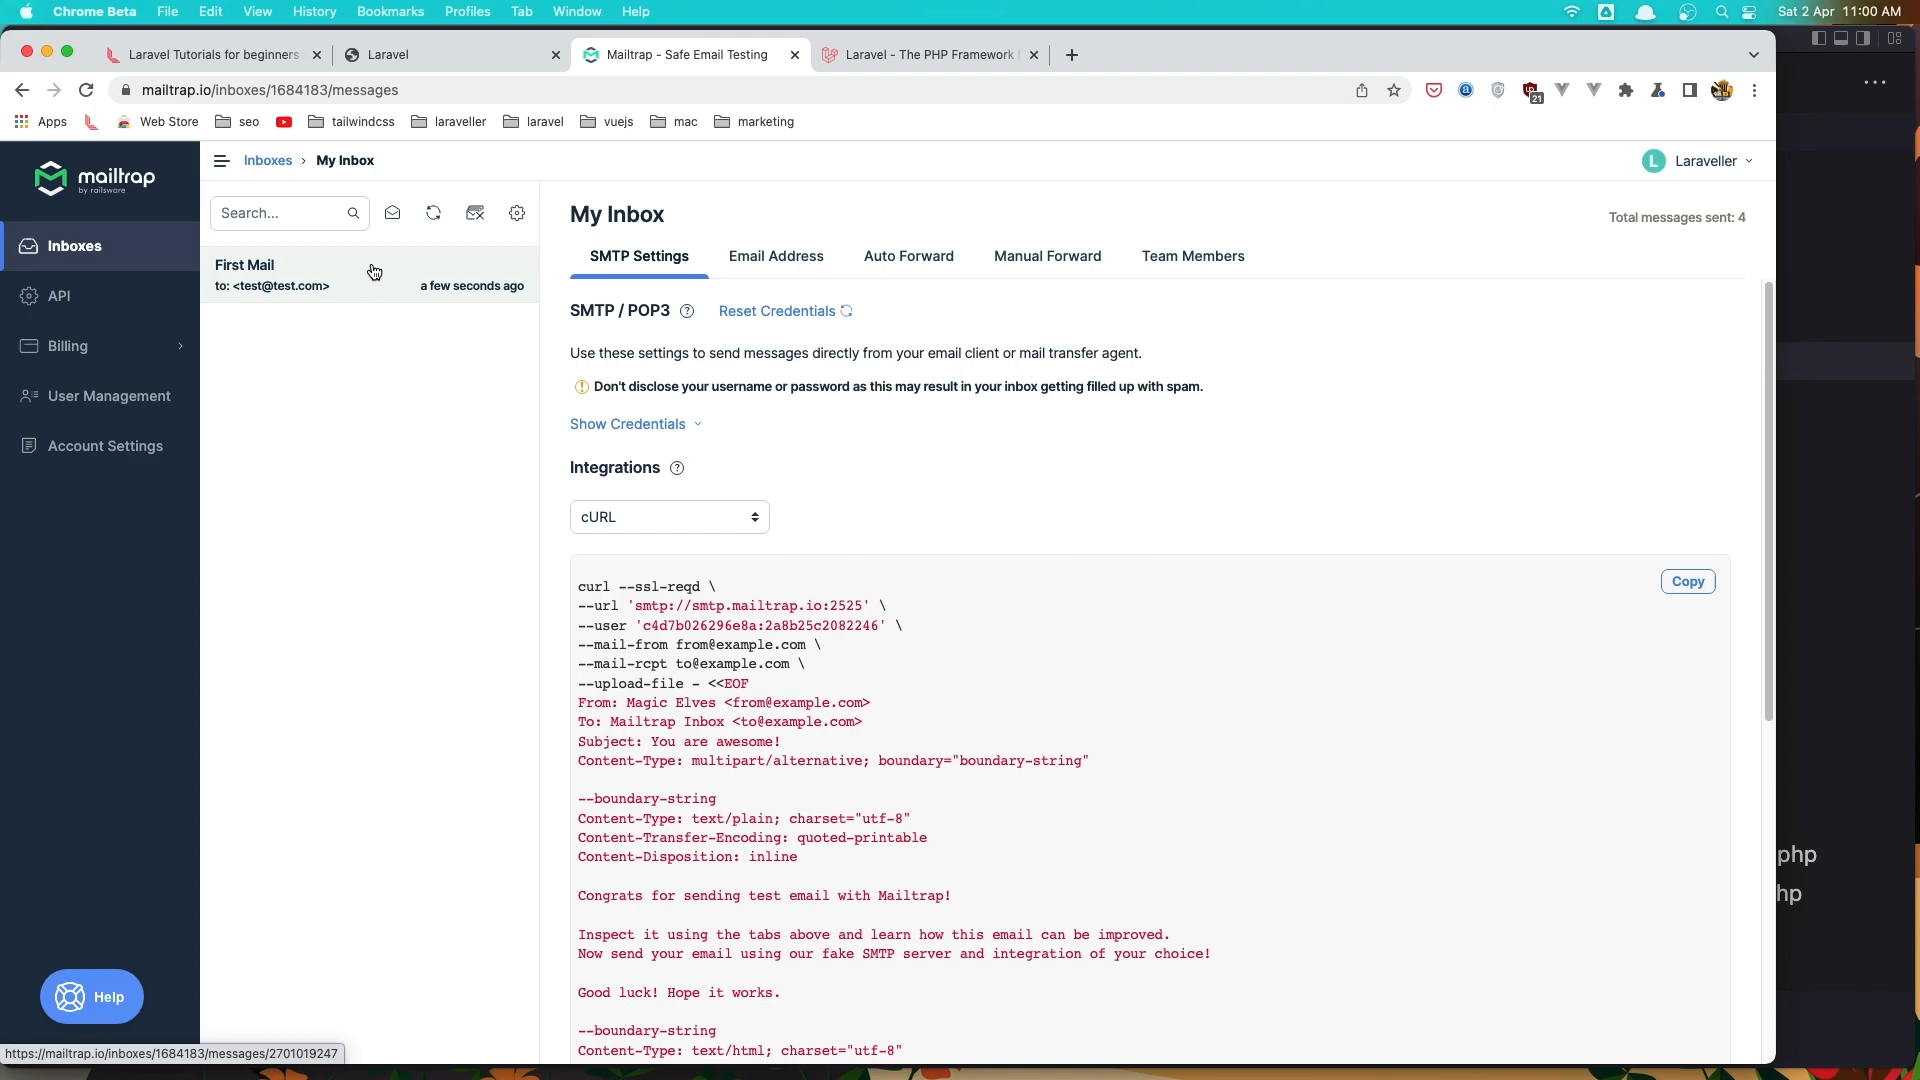 Chrome Beta File Edit View History Bookmarks Profiles Tab Window Help Sat 2 Apr 11:00 AM
Laravel Tutorials for beginners Laravel Mailtrap - Safe Email Testing Laravel - The PHP Framework
mailtrap.io/inboxes/1684183/messages 21
Apps Web Store seo tailwindcss laraveller laravel vuejs mac marketing
mailtrap
by railsware
Inboxes › My Inbox
L Laraveller
Search...
Inboxes
API
Billing
User Management
Account Settings
Help
First Mail
to: <test@test.com> a few seconds ago
My Inbox
Total messages sent: 4
SMTP Settings Email Address Auto Forward Manual Forward Team Members
SMTP / POP3 ? Reset Credentials
Use these settings to send messages directly from your email client or mail transfer agent.
Don't disclose your username or password as this may result in your inbox getting filled up with spam.
Show Credentials
Integrations ?
cURL
Copy
curl --ssl-reqd \
--url 'smtp://smtp.mailtrap.io:2525' \
--user 'c4d7b026296e8a:2a8b25c2082246' \
--mail-from from@example.com \
--mail-rcpt to@example.com \
--upload-file - <<EOF
From: Magic Elves <from@example.com>
To: Mailtrap Inbox <to@example.com>
Subject: You are awesome!
Content-Type: multipart/alternative; boundary="boundary-string"
--boundary-string
Content-Type: text/plain; charset="utf-8"
Content-Transfer-Encoding: quoted-printable
Content-Disposition: inline
Congrats for sending test email with Mailtrap!
Inspect it using the tabs above and learn how this email can be improved.
Now send your email using our fake SMTP server and integration of your choice!
Good luck! Hope it works.
--boundary-string
Content-Type: text/html; charset="utf-8"
php
hp
https://mailtrap.io/inboxes/1684183/messages/2701019247